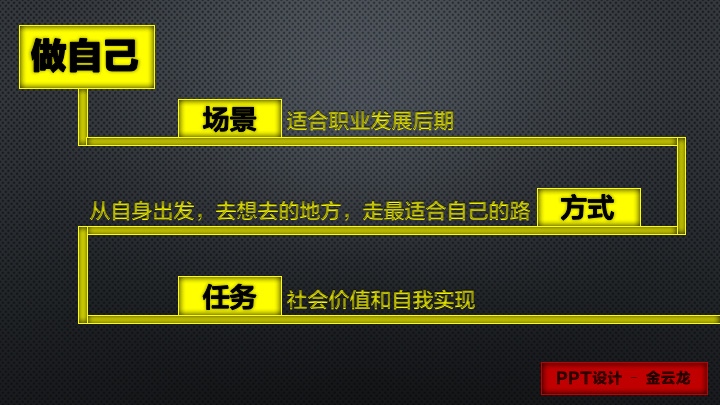 做自己
场景 适合职业发展后期
从自身出发，去想去的地方，走最适合自己的路 方式
任务 社会价值和自我实现
PPT设计 - 金云龙